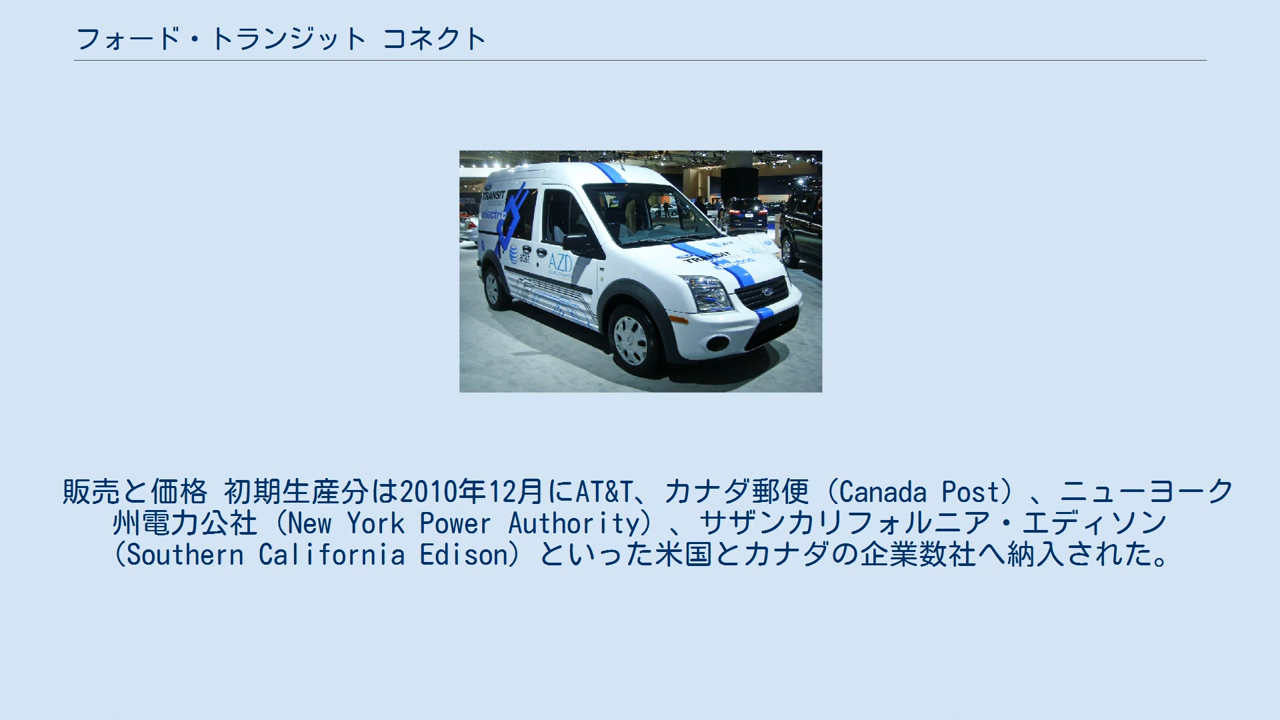 フォード・トランジット コネクト
TRANSIT
electric
at&t
AZD
TRANSIT
販売と価格 初期生産分は2010年12月にAT&T、カナダ郵便（Canada Post）、ニューヨーク
州電力公社（New York Power Authority）、サザンカリフォルニア・エディソン
（Southern California Edison）といった米国とカナダの企業数社へ納入された。